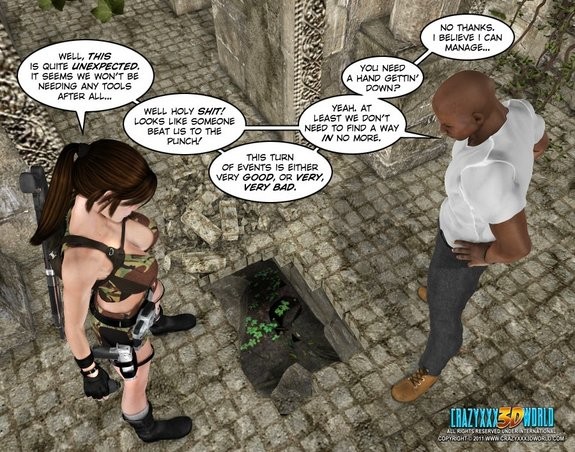 WELL, THIS
IS QUITE UNEXPECTED.
IT SEEMS WE WON'T BE
NEEDING ANY TOOLS
AFTER ALL...
WELL HOLY SHIT!
LOOKS LIKE SOMEONE
BEAT US TO THE
PUNCH!
THIS TURN
OF EVENTS IS EITHER
VERY GOOD, OR VERY,
VERY BAD.
YEAH. AT
LEAST WE DON'T
NEED TO FIND A WAY
IN NO MORE.
YOU NEED
A HAND GETTIN'
DOWN?
NO THANKS.
I BELIEVE I CAN
MANAGE...
CRAZYXXX3DWORLD
ALL RIGHTS RESERVED UNDER INTERNATIONAL
COPYRIGHT © 2011 WWW.CRAZYXXX3DWORLD.COM